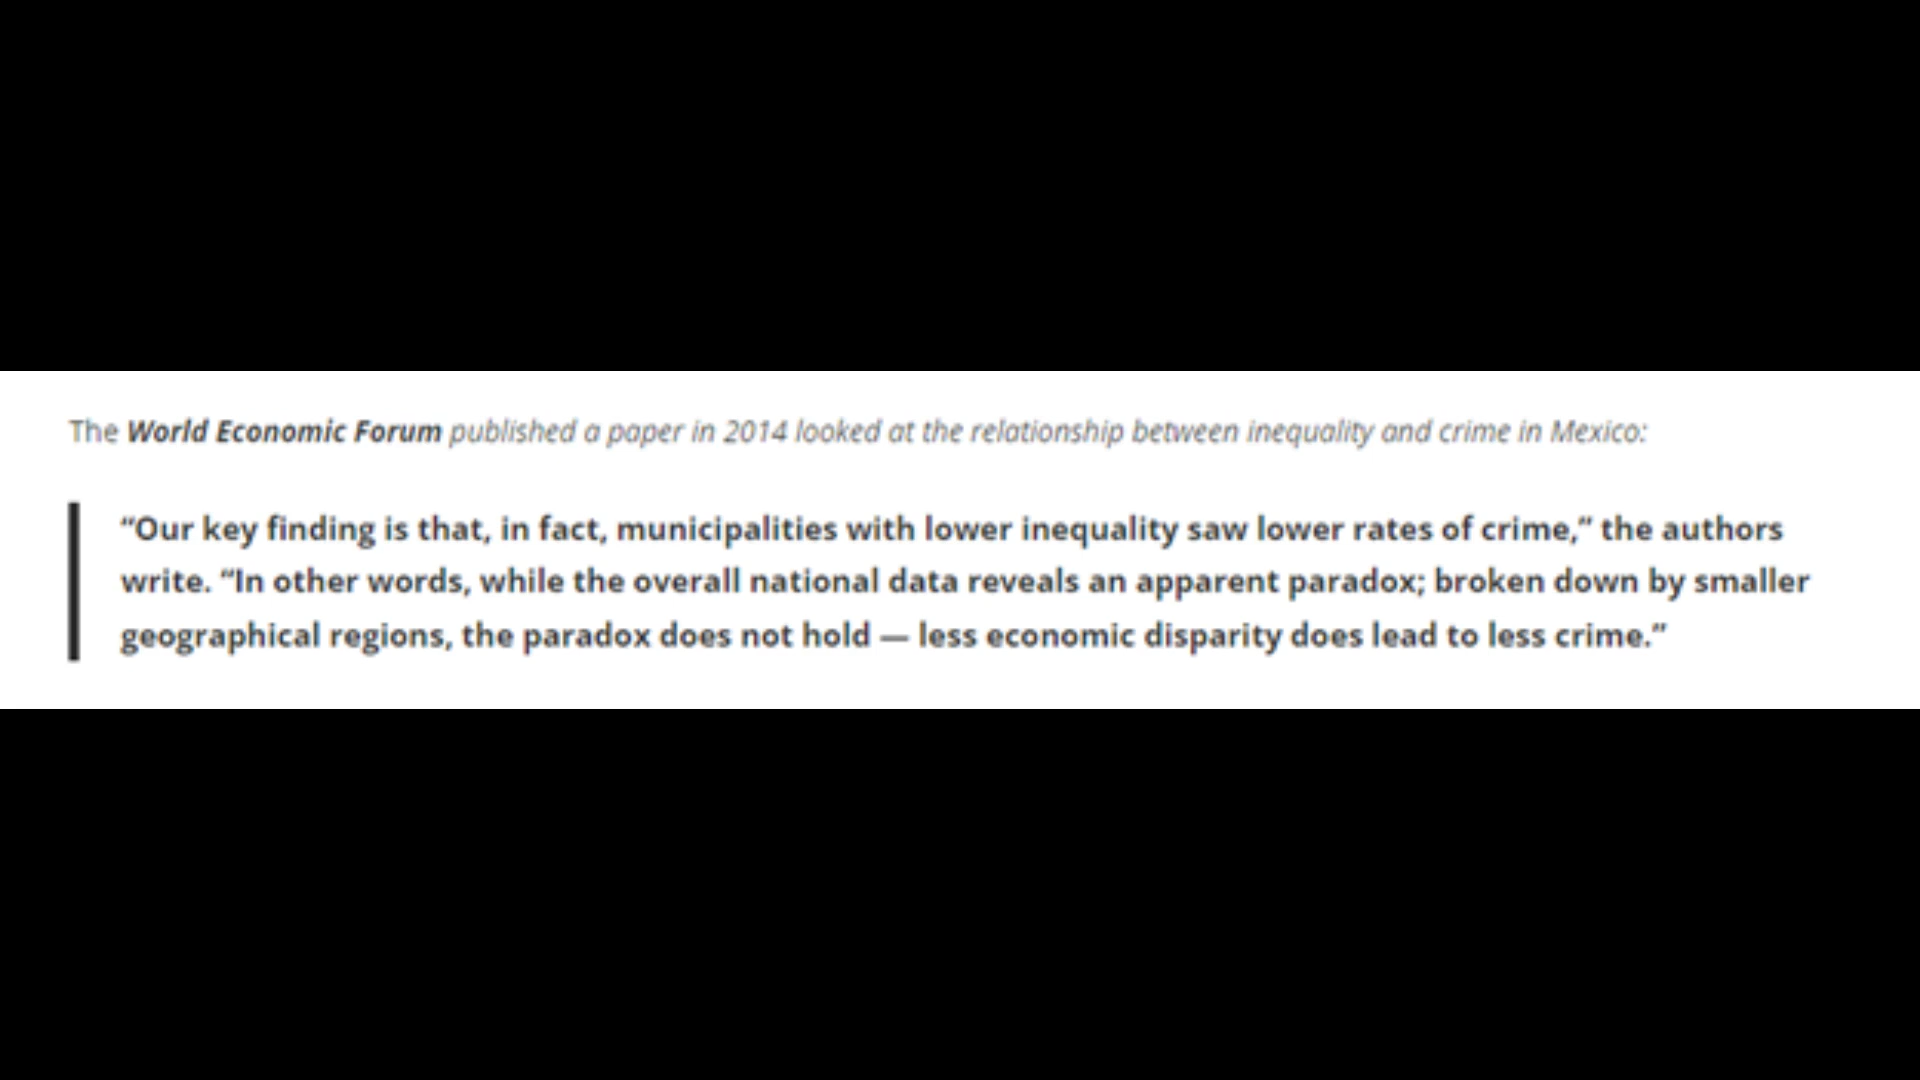 The World Economic Forum published a paper in 2014 looked at the relationship between inequality and crime in Mexico:
“Our key finding is that, in fact, municipalities with lower inequality saw lower rates of crime,” the authors
write. “In other words, while the overall national data reveals an apparent paradox; broken down by smaller
geographical regions, the paradox does not hold — less economic disparity does lead to less crime.”